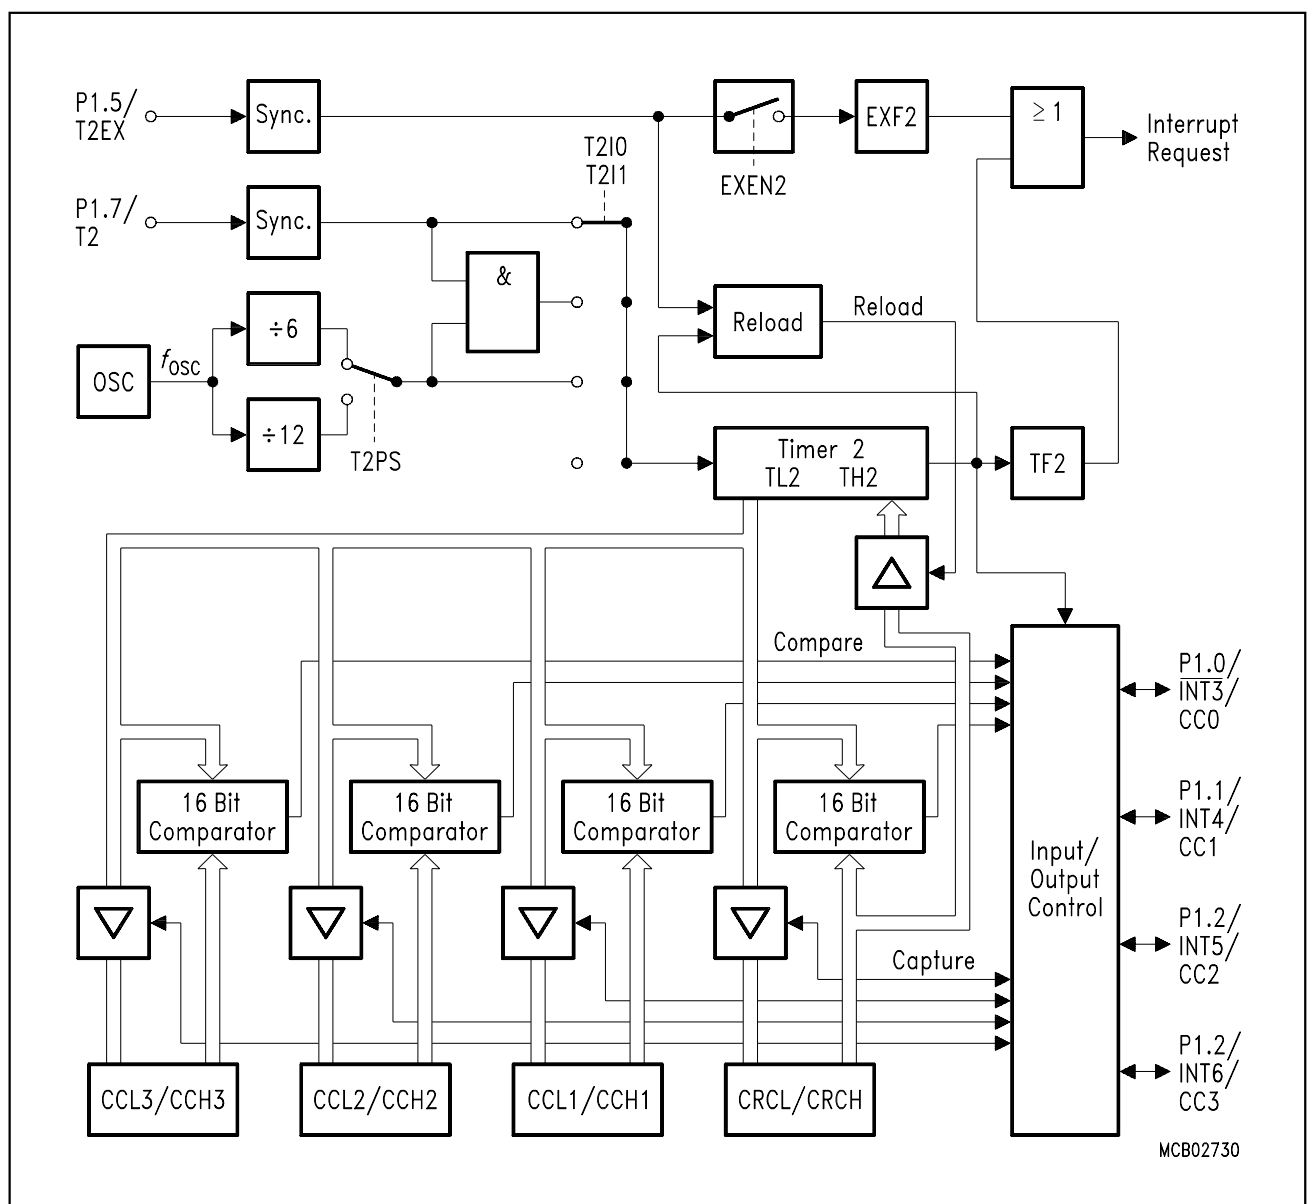 P1.5/
T2EX
Sync.
EXEN2
EXF2
≥1
Interrupt
Request
T2I0
T2I1
P1.7/
T2
Sync.
&
÷6
OSC
fOSC
÷12
T2PS
Reload
Reload
Timer 2
TL2 TH2
TF2
Compare
16 Bit
Comparator
16 Bit
Comparator
16 Bit
Comparator
16 Bit
Comparator
Capture
Input/
Output
Control
P1.0/
INT3/
CC0
P1.1/
INT4/
CC1
P1.2/
INT5/
CC2
P1.2/
INT6/
CC3
CCL3/CCH3
CCL2/CCH2
CCL1/CCH1
CRCL/CRCH
MCB02730